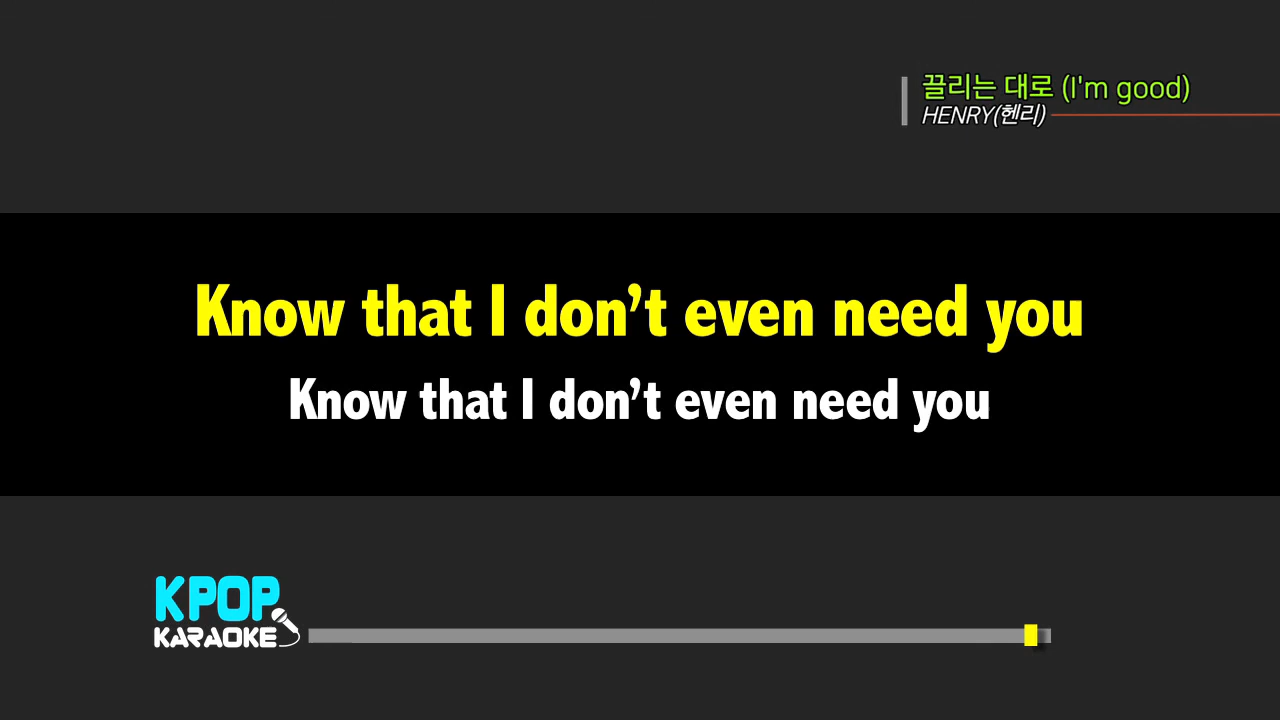 끌리는 대로 (I'm good)
HENRY(헨리)
Know that I don’t even need you
Know that I don’t even need you
KPOP
KARAOKE